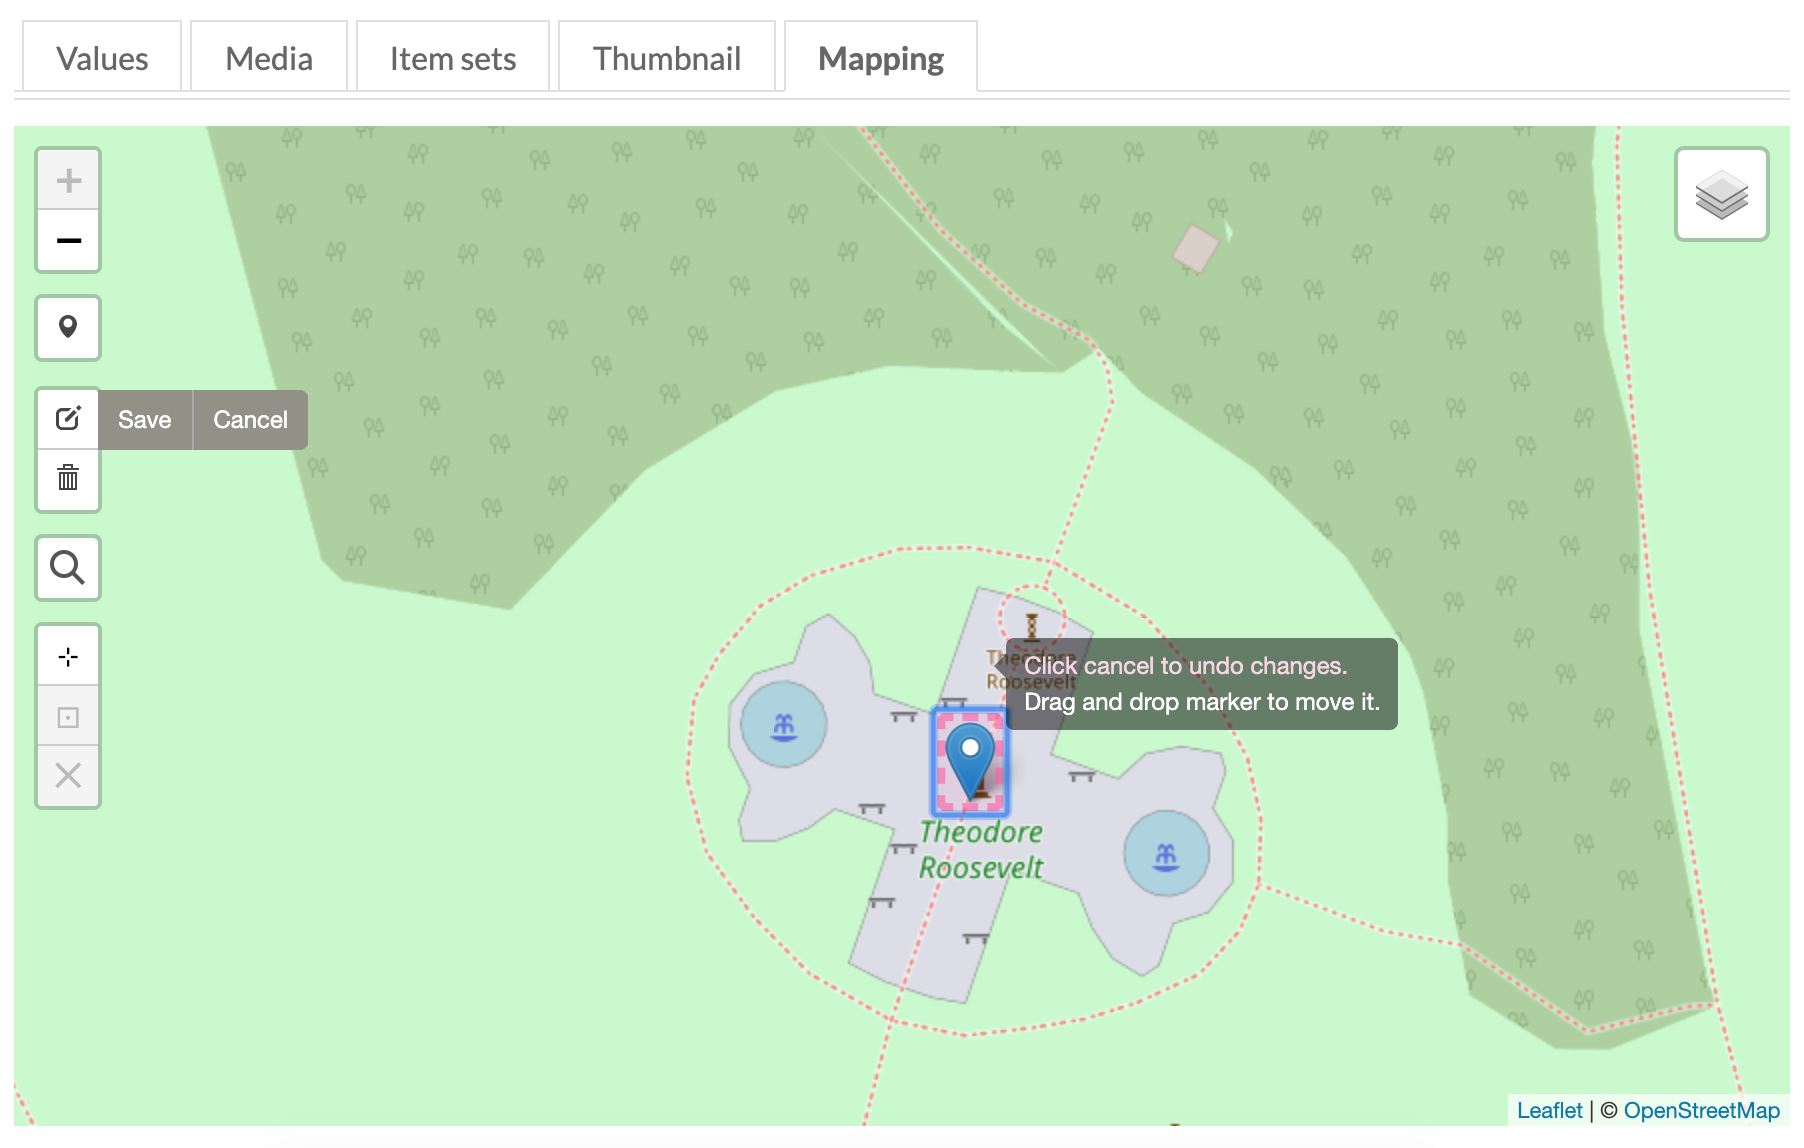 Values
Media
Item sets
Thumbnail
Mapping
+
−
Save
Cancel
Theodore
Roosevelt
Click cancel to undo changes.
Drag and drop marker to move it.
Theodore
Roosevelt
Leaflet | © OpenStreetMap